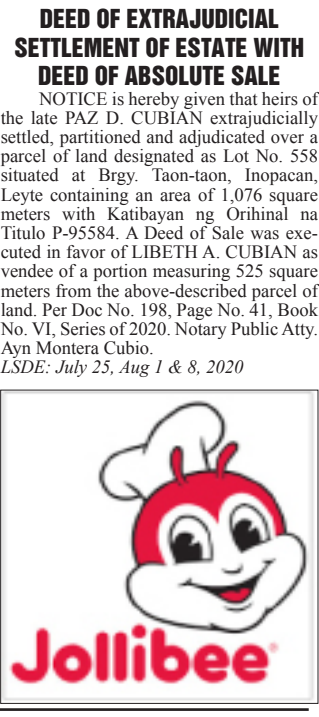 DEED OF EXTRAJUDICIAL
SETTLEMENT OF ESTATE WITH
DEED OF ABSOLUTE SALE
NOTICE is hereby given that heirs of
the late PAZ D. CUBIAN extrajudicially
settled, partitioned and adjudicated over a
parcel of land designated as Lot No. 558
situated at Brgy. Taon-taon, Inopacan,
Leyte containing an area of 1,076 square
meters with Katibayan ng Orihinal na
Titulo P-95584. A Deed of Sale was exe-
cuted in favor of LIBETH A. CUBIAN as
vendee of a portion measuring 525 square
meters from the above-described parcel of
land. Per Doc No. 198, Page No. 41, Book
No. VI, Series of 2020. Notary Public Atty.
Ayn Montera Cubio.
LSDE: July 25, Aug 1 & 8, 2020
Jollibee